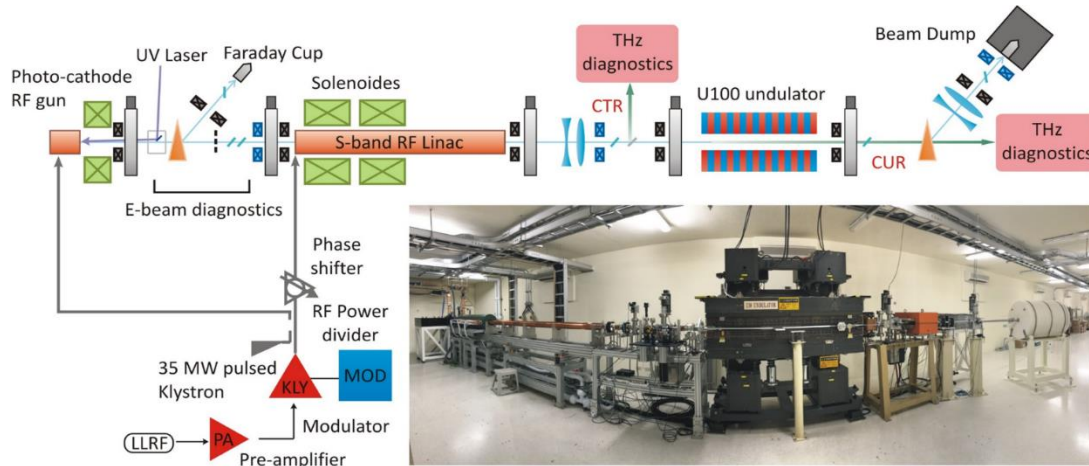 UV Laser
Faraday Cup
Photo-cathode
RF gun
Solenoides
S-band RF Linac
E-beam diagnostics
THz
diagnostics
CTR
U100 undulator
Beam Dump
CUR
THz
diagnostics
Phase
shifter
RF Power
divider
35 MW pulsed
Klystron
KLY
MOD
Modulator
LLRF
PA
Pre-amplifier